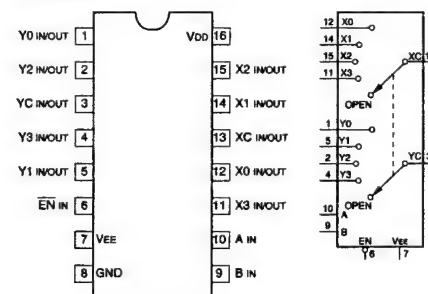 Y0 IN/OUT 1
Y2 IN/OUT 2
YC IN/OUT 3
Y3 IN/OUT 4
Y1 IN/OUT 5
EN IN 6
7 VEE
8 GND
VDD 16
15 X2 IN/OUT
14 X1 IN/OUT
13 XC IN/OUT
12 X0 IN/OUT
11 X3 IN/OUT
10 A IN
9 B IN
12 X0
14 X1
15 X2
11 X3
XC 1
OPEN
1 Y0
5 Y1
2 Y2
4 Y3
YC 3
OPEN
10 A
9 B
EN VEE
6 7